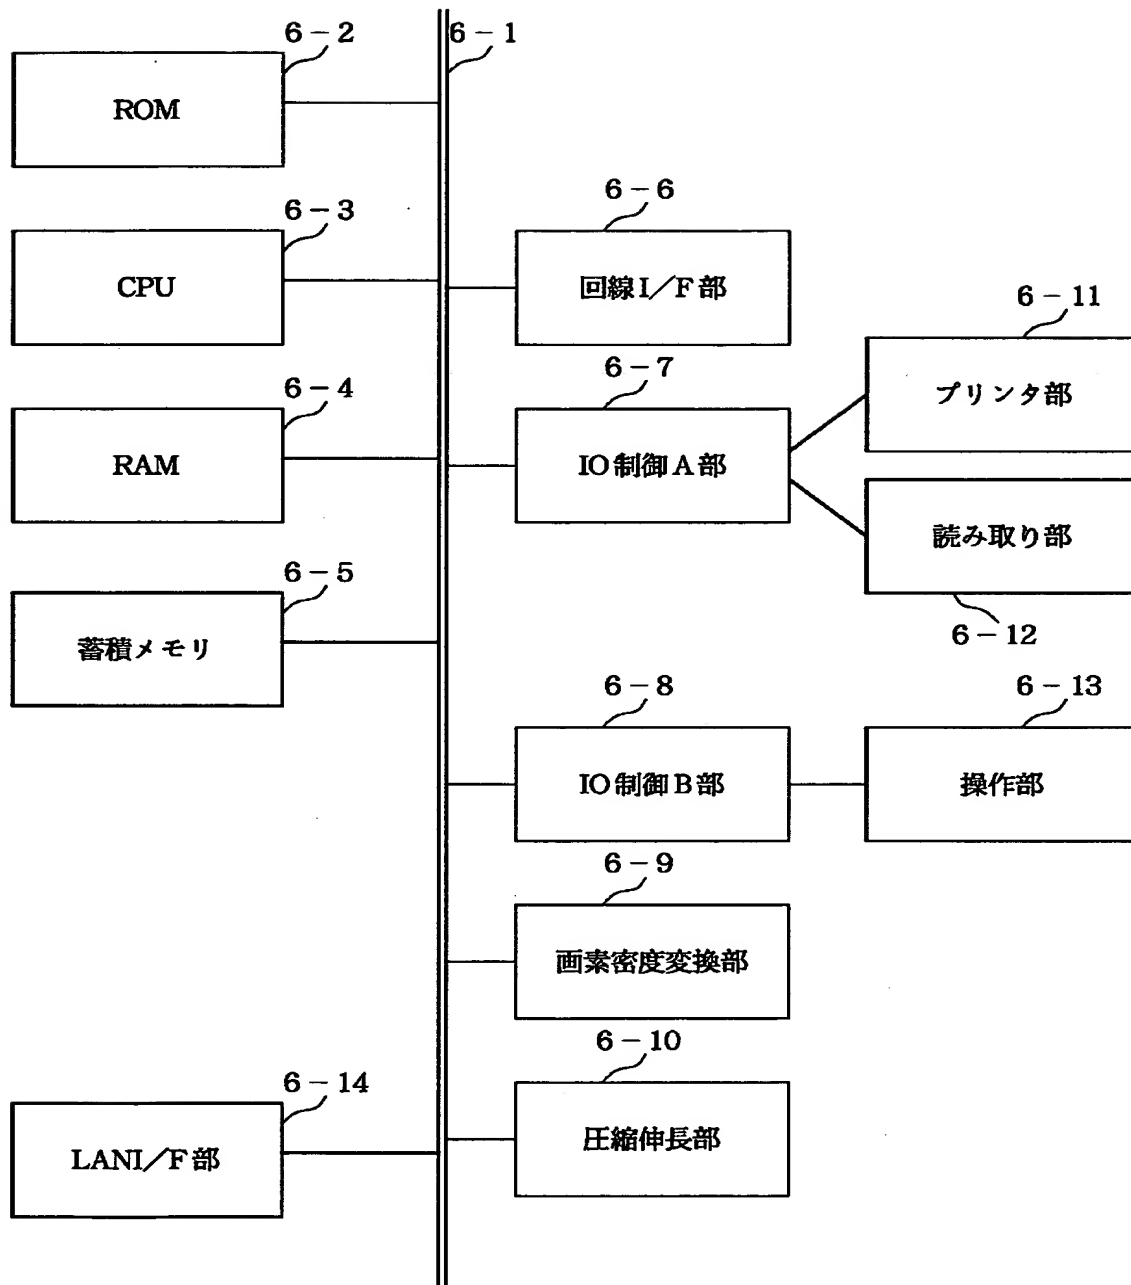 6-2
6-1
ROM
6-3
CPU
6-6
回線I/F部
6-11
プリンタ部
6-4
RAM
6-7
IO制御A部
読み取り部
6-12
6-5
蓄積メモリ
6-8
IO制御B部
6-13
操作部
6-9
画素密度変換部
6-10
圧縮伸長部
6-14
LANI/F部